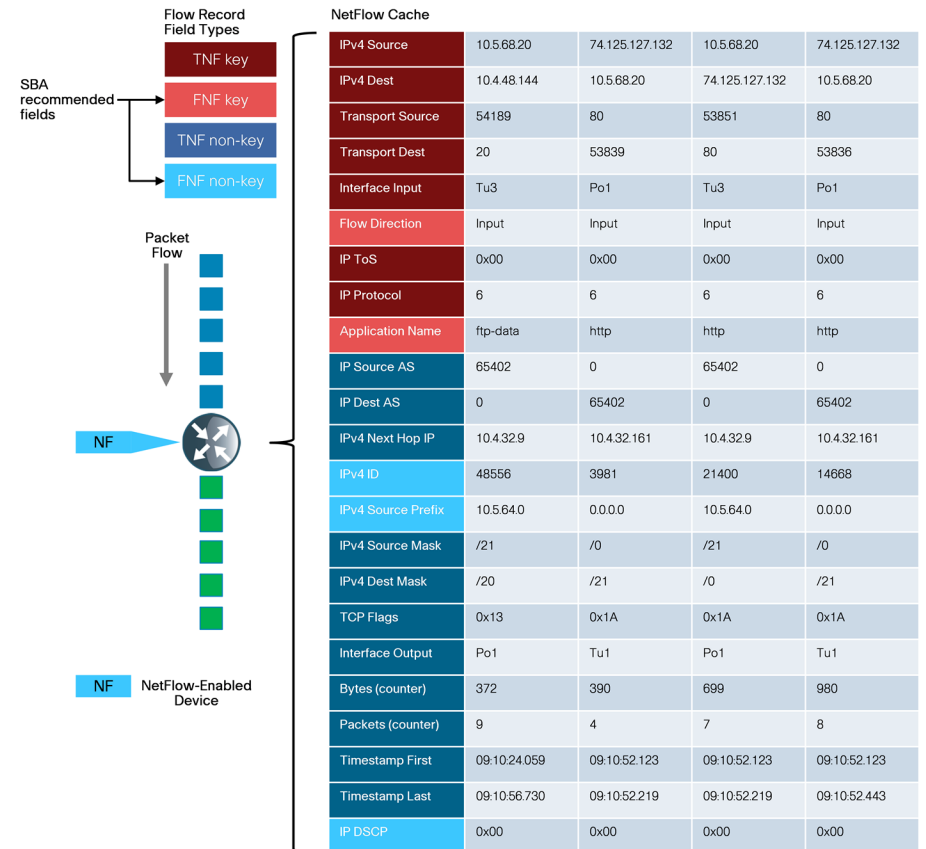 Flow Record
Field Types
TNF key
SBA
recommended
fields
FNF key
TNF non-key
FNF non-key
Packet
Flow
NF
NF
NetFlow-Enabled
Device
NetFlow Cache
IPv4 Source 10.5.68.20 74.125.127.132 10.5.68.20 74.125.127.132
IPv4 Dest 10.4.48.144 10.5.68.20 74.125.127.132 10.5.68.20
Transport Source 54189 80 53851 80
Transport Dest 20 53839 80 53836
Interface Input Tu3 Po1 Tu3 Po1
Flow Direction Input Input Input Input
IP ToS 0x00 0x00 0x00 0x00
IP Protocol 6 6 6 6
Application Name ftp-data http http http
IP Source AS 65402 0 65402 0
IP Dest AS 0 65402 0 65402
IPv4 Next Hop IP 10.4.32.9 10.4.32.161 10.4.32.9 10.4.32.161
IPv4 ID 48556 3981 21400 14668
IPv4 Source Prefix 10.5.64.0 0.0.0.0 10.5.64.0 0.0.0.0
IPv4 Source Mask /21 /0 /21 /0
IPv4 Dest Mask /20 /21 /0 /21
TCP Flags 0x13 0x1A 0x1A 0x1A
Interface Output Po1 Tu1 Po1 Tu1
Bytes (counter) 372 390 699 980
Packets (counter) 9 4 7 8
Timestamp First 09:10:24.059 09:10:52.123 09:10:52.123 09:10:52.123
Timestamp Last 09:10:56.730 09:10:52.219 09:10:52.219 09:10:52.443
IP DSCP 0x00 0x00 0x00 0x00